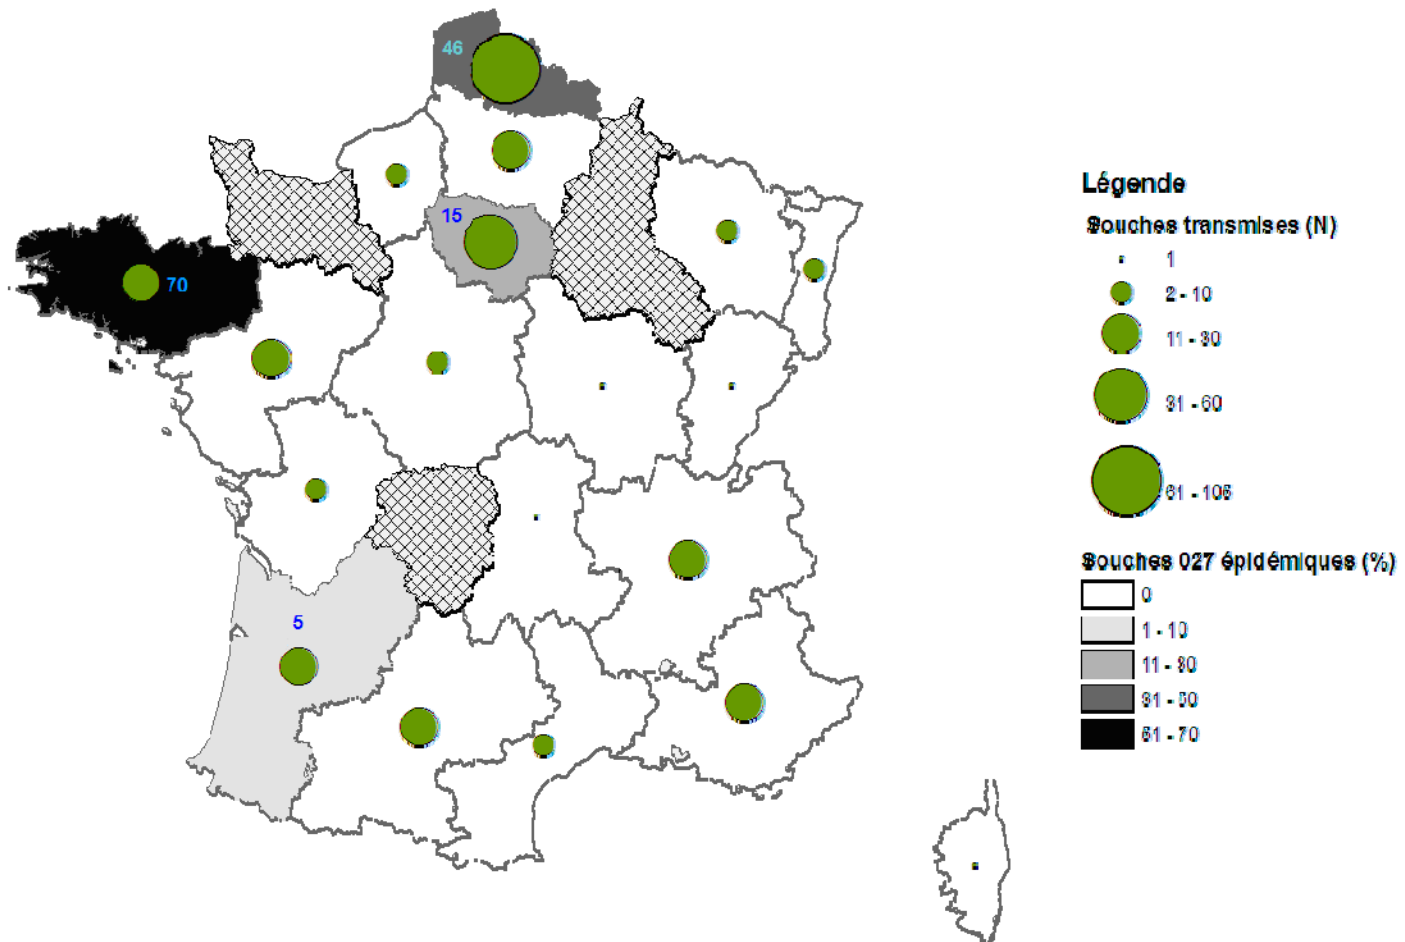 46
15
70
5
Légende
Souches transmises (N)
1
2 - 10
11 - 30
31 - 60
61 - 106
Souches 027 épidémiques (%)
0
1 - 10
11 - 30
31 - 50
51 - 70